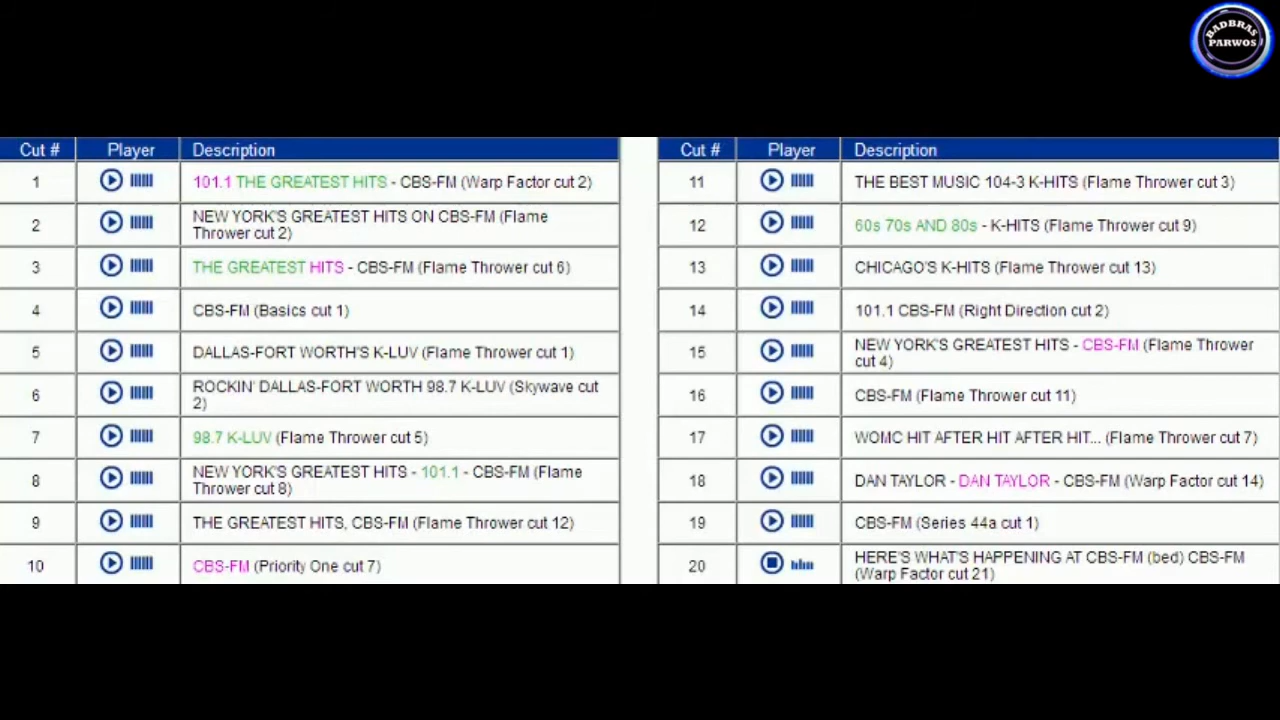 BADBRAS
PARWOS
Cut # Player Description
1 101.1 THE GREATEST HITS - CBS-FM (Warp Factor cut 2)
2 NEW YORK'S GREATEST HITS ON CBS-FM (Flame
Thrower cut 2)
3 THE GREATEST HITS - CBS-FM (Flame Thrower cut 6)
4 CBS-FM (Basics cut 1)
5 DALLAS-FORT WORTH'S K-LUV (Flame Thrower cut 1)
6 ROCKIN' DALLAS-FORT WORTH 98.7 K-LUV (Skywave cut
2)
7 98.7 K-LUV (Flame Thrower cut 5)
8 NEW YORK'S GREATEST HITS - 101.1 - CBS-FM (Flame
Thrower cut 8)
9 THE GREATEST HITS, CBS-FM (Flame Thrower cut 12)
10 CBS-FM (Priority One cut 7)
Cut # Player Description
11 THE BEST MUSIC 104-3 K-HITS (Flame Thrower cut 3)
12 60s 70s AND 80s - K-HITS (Flame Thrower cut 9)
13 CHICAGO'S K-HITS (Flame Thrower cut 13)
14 101.1 CBS-FM (Right Direction cut 2)
15 NEW YORK'S GREATEST HITS - CBS-FM (Flame Thrower
cut 4)
16 CBS-FM (Flame Thrower cut 11)
17 WOMC HIT AFTER HIT AFTER HIT... (Flame Thrower cut 7)
18 DAN TAYLOR - DAN TAYLOR - CBS-FM (Warp Factor cut 14)
19 CBS-FM (Series 44a cut 1)
20 HERE'S WHAT'S HAPPENING AT CBS-FM (bed) CBS-FM
(Warp Factor cut 21)